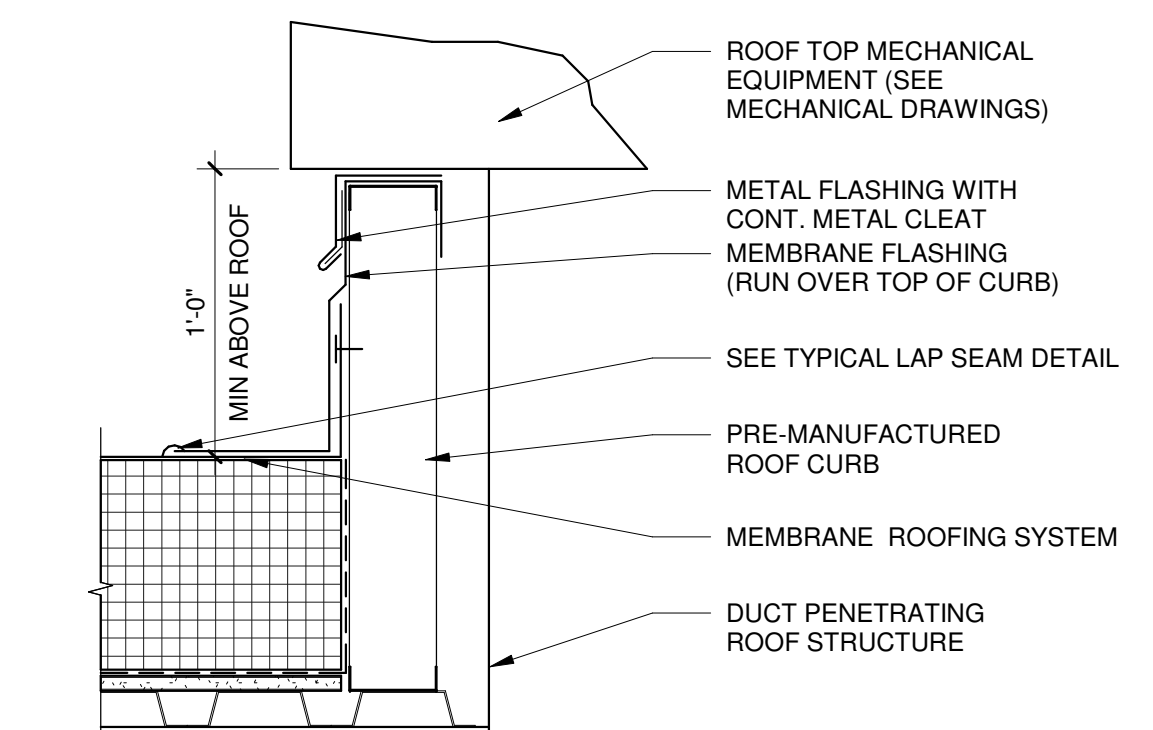 ROOF TOP MECHANICAL
EQUIPMENT (SEE
MECHANICAL DRAWINGS)
METAL FLASHING WITH
CONT. METAL CLEAT
MEMBRANE FLASHING
(RUN OVER TOP OF CURB)
1'-0"
MIN ABOVE ROOF
SEE TYPICAL LAP SEAM DETAIL
PRE-MANUFACTURED
ROOF CURB
MEMBRANE ROOFING SYSTEM
DUCT PENETRATING
ROOF STRUCTURE